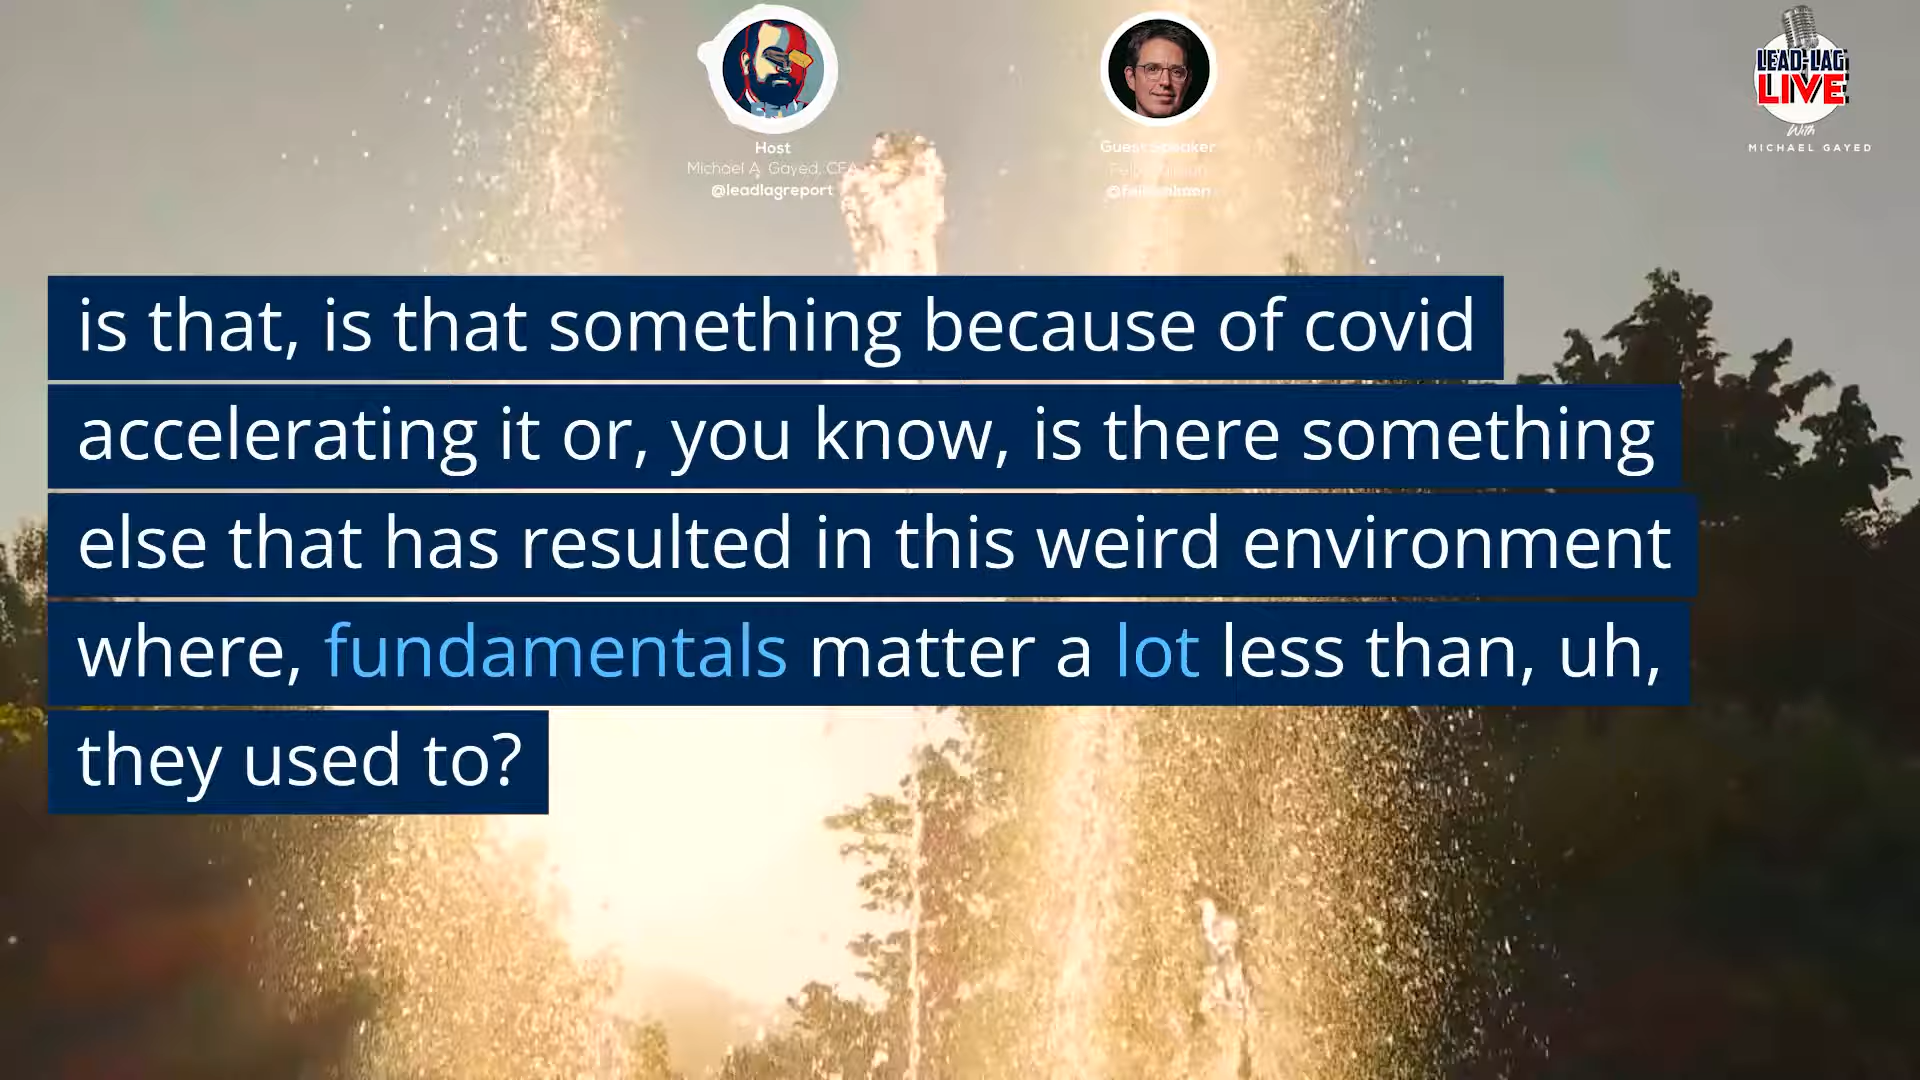 Host
Michael A. Gayed, CFA
@leadlagreport
Guest Speaker
LEAD-LAG
LIVE
With
MICHAEL GAYED
is that, is that something because of covid
accelerating it or, you know, is there something
else that has resulted in this weird environment
where, fundamentals matter a lot less than, uh,
they used to?